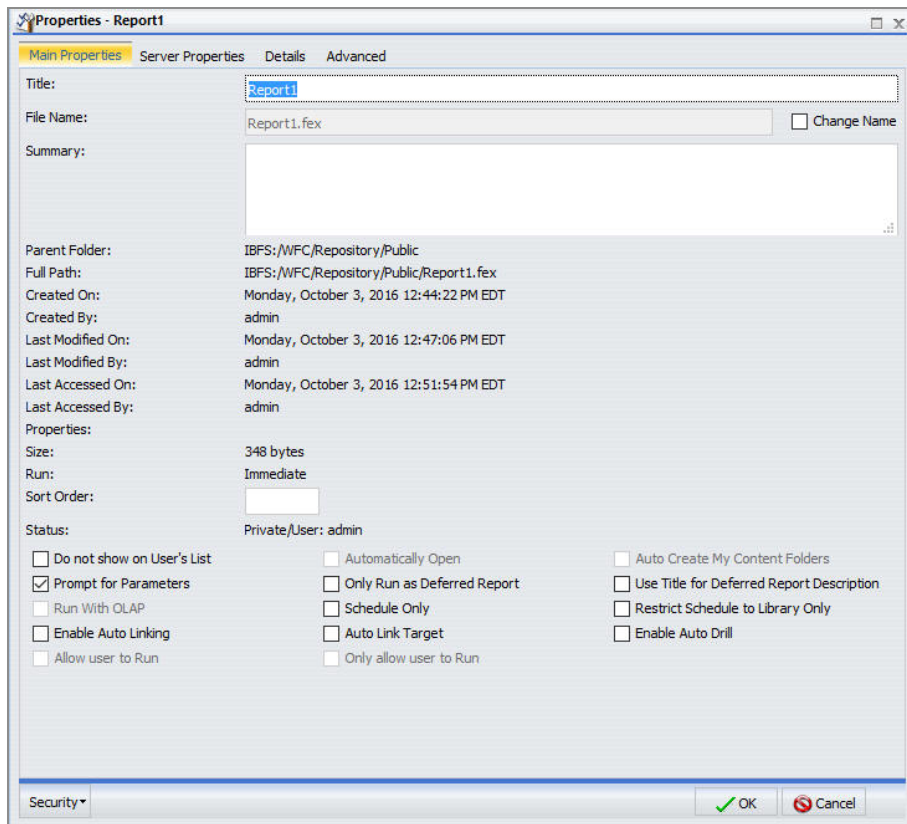 Properties - Report1
Main Properties Server Properties Details Advanced
Title: Report1
File Name: Report1.fex Change Name
Summary:
Parent Folder: IBFS:/WFC/Repository/Public
Full Path: IBFS:/WFC/Repository/Public/Report1.fex
Created On: Monday, October 3, 2016 12:44:22 PM EDT
Created By: admin
Last Modified On: Monday, October 3, 2016 12:47:06 PM EDT
Last Modified By: admin
Last Accessed On: Monday, October 3, 2016 12:51:54 PM EDT
Last Accessed By: admin
Properties:
Size: 348 bytes
Run: Immediate
Sort Order:
Status: Private/User: admin
Do not show on User's List Automatically Open Auto Create My Content Folders
Prompt for Parameters Only Run as Deferred Report Use Title for Deferred Report Description
Run With OLAP Schedule Only Restrict Schedule to Library Only
Enable Auto Linking Auto Link Target Enable Auto Drill
Allow user to Run Only allow user to Run
Security OK Cancel